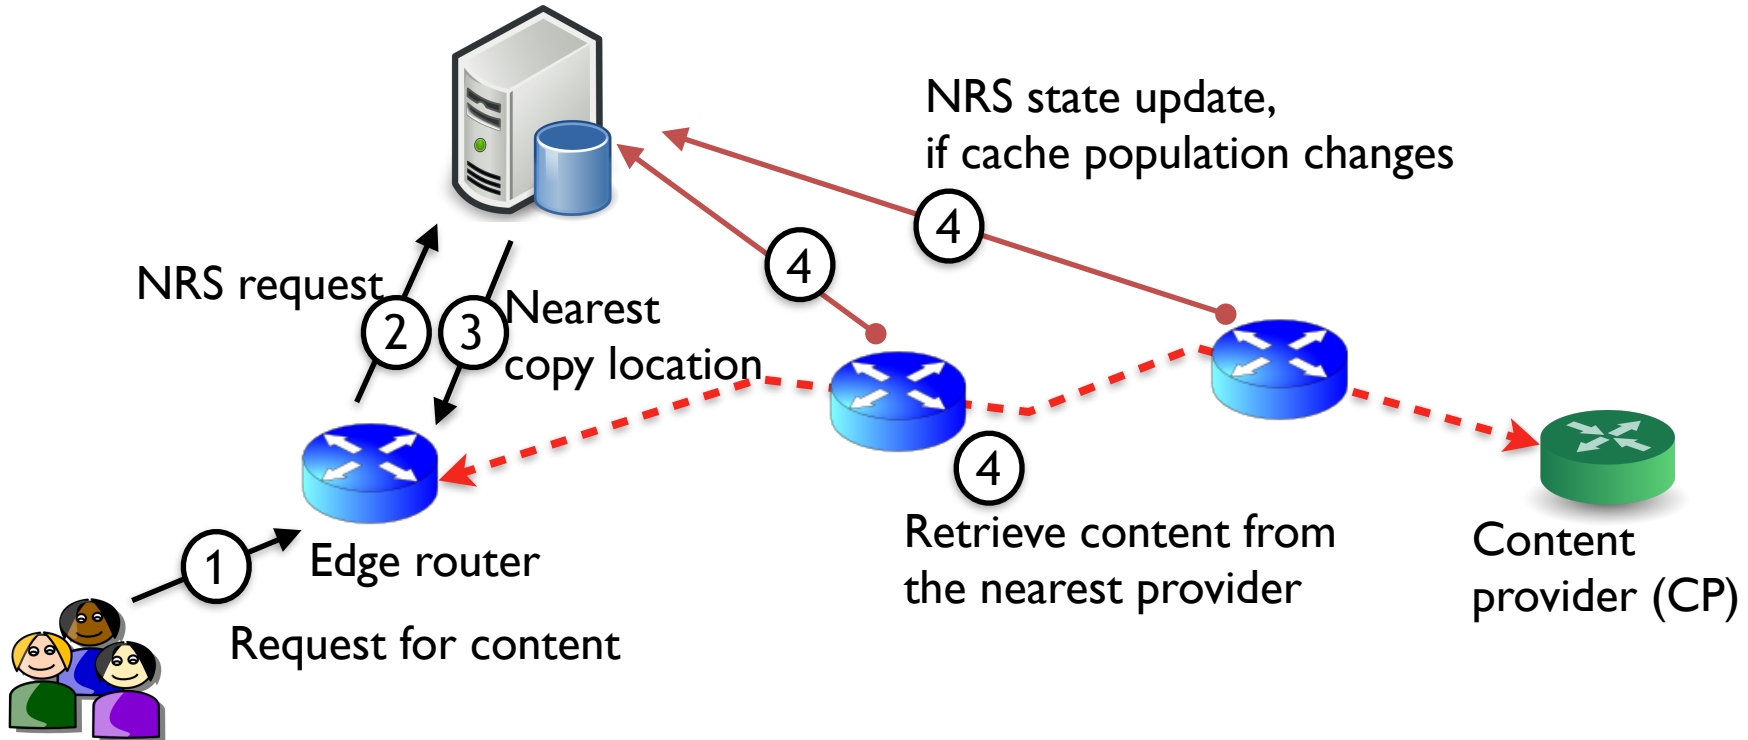 NRS state update,
if cache population changes
4
4
NRS request
2
3
Nearest
copy location
4
Retrieve content from
the nearest provider
Content
provider (CP)
Edge router
1
Request for content